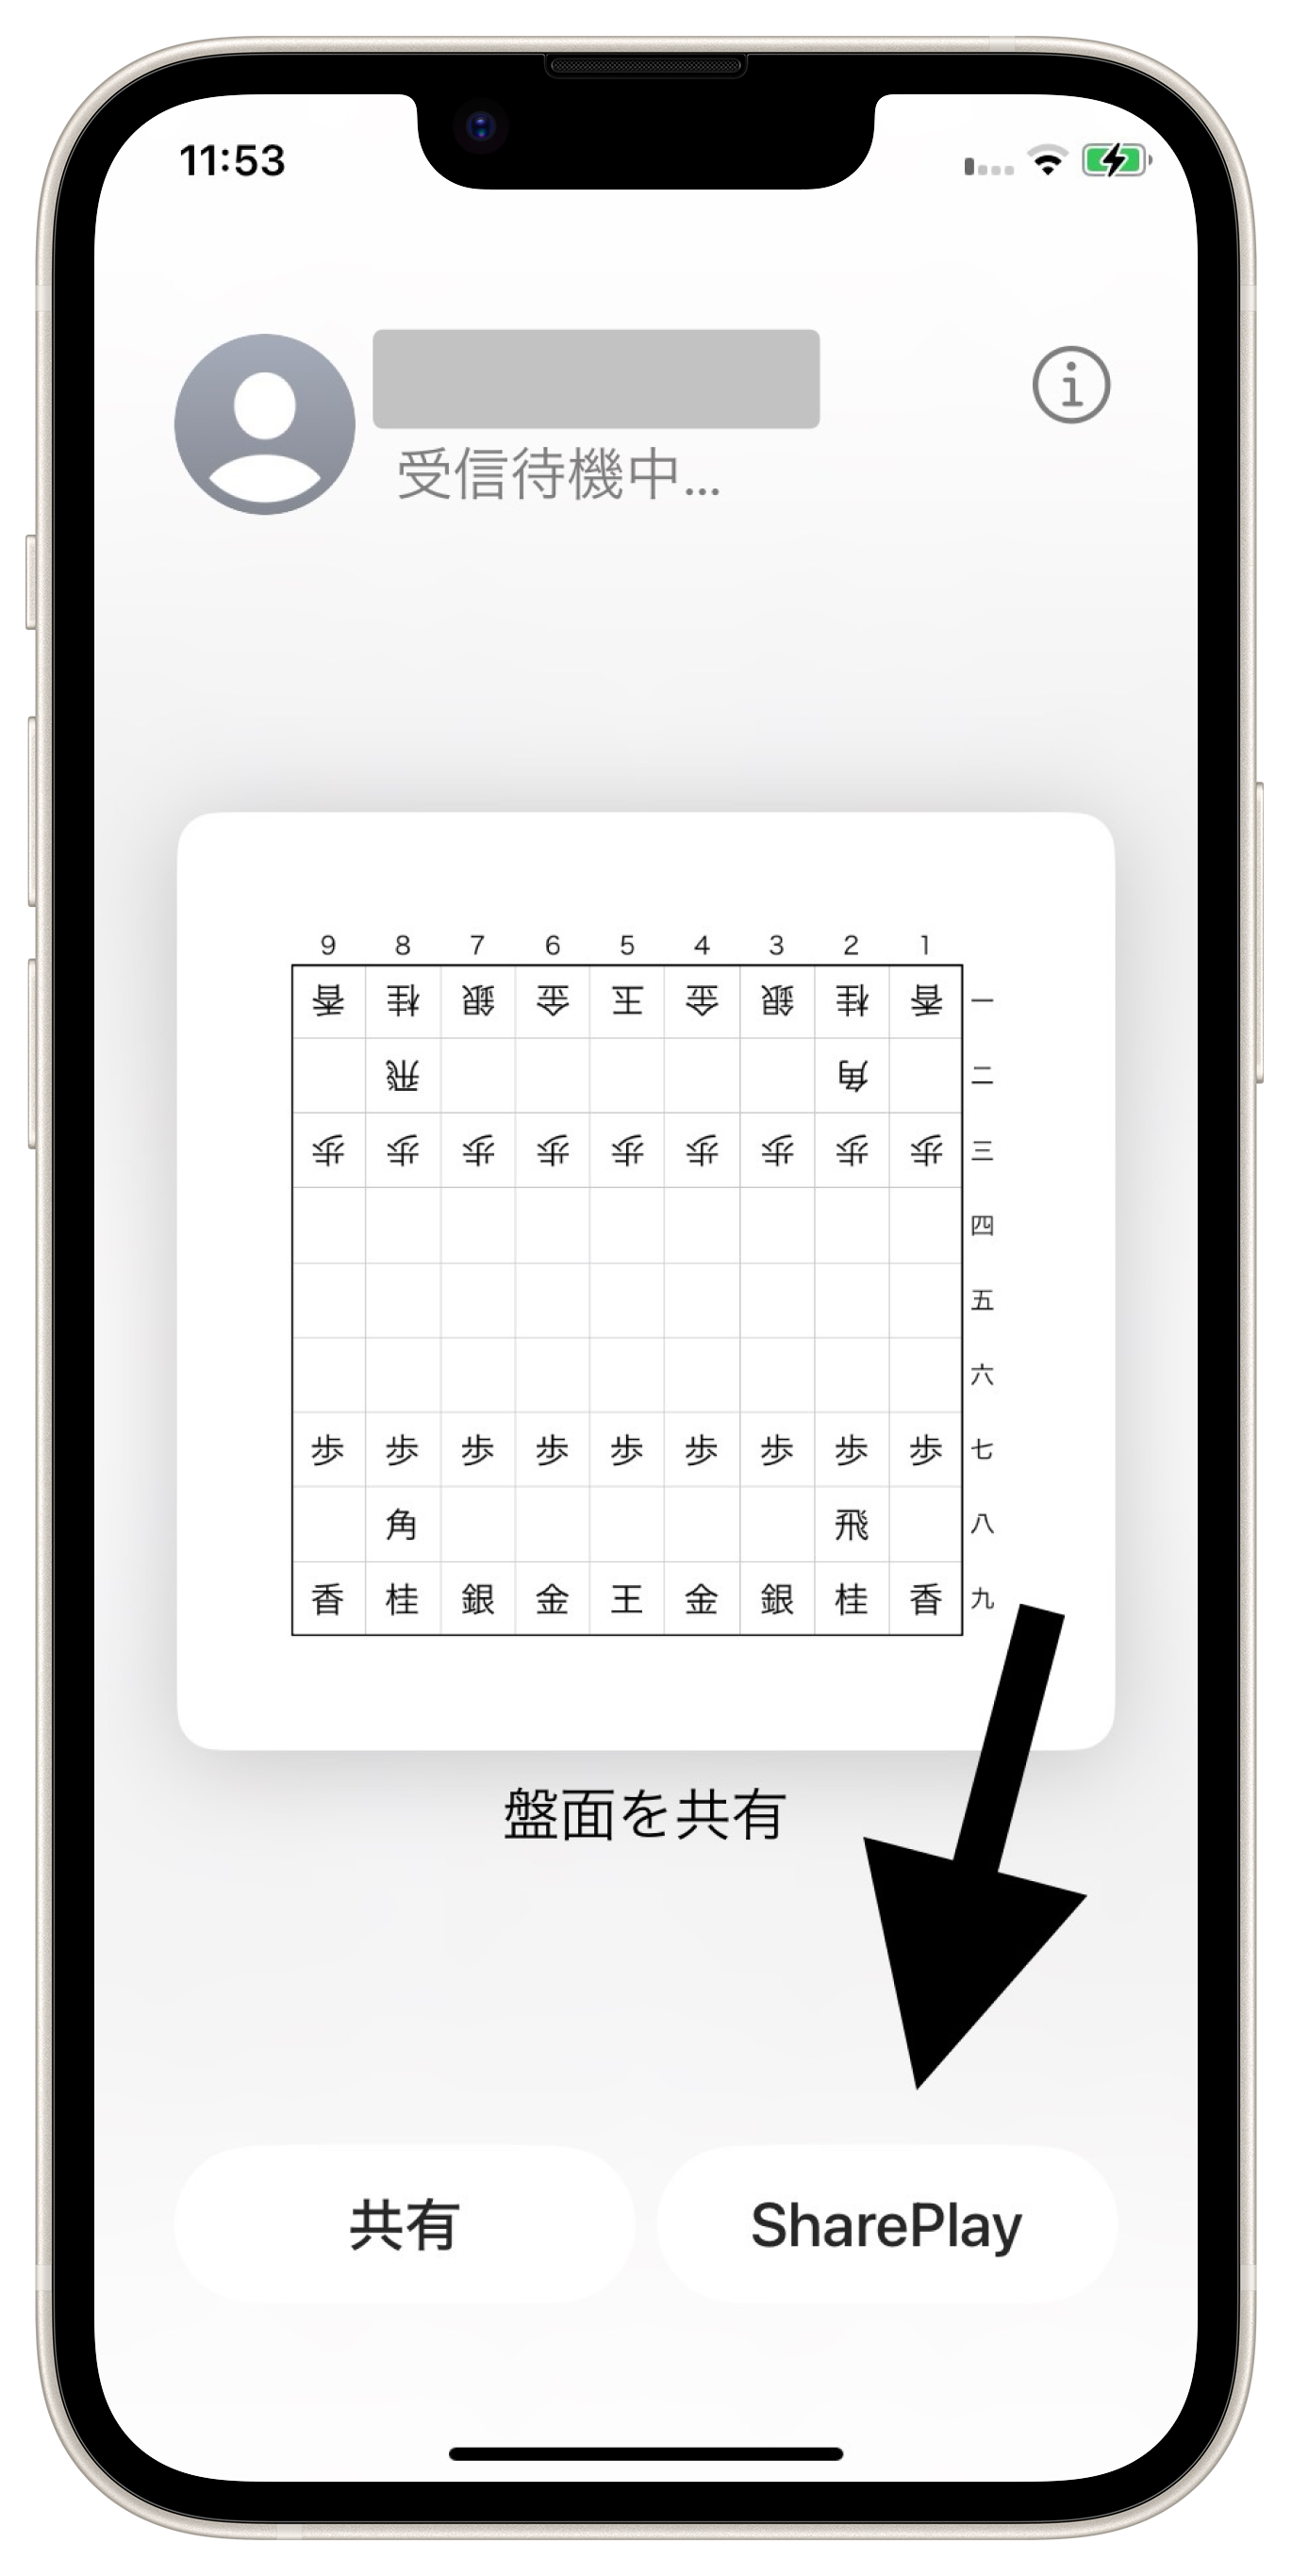 11:53
受信待機中...
9 8 7 6 5 4 3 2 1
香 桂 銀 金 王 金 銀 桂 香 一
飛 角 二
歩 歩 歩 歩 歩 歩 歩 歩 歩 三
四
五
六
歩 歩 歩 歩 歩 歩 歩 歩 歩 七
角 飛 八
香 桂 銀 金 王 金 銀 桂 香 九
盤面を共有
共有 SharePlay